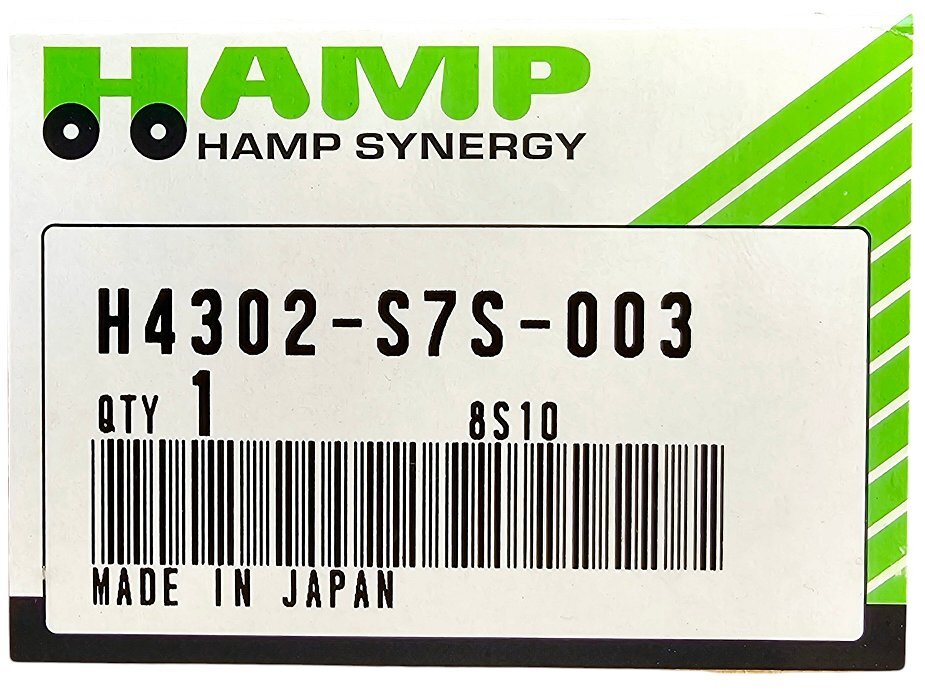 HAMP
HAMP SYNERGY
H4302-S7S-003
QTY 1 8S10
MADE IN JAPAN